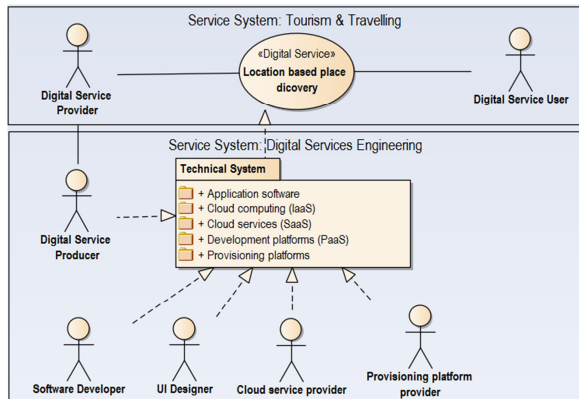 Service System: Tourism & Travelling
«Digital Service»
Location based place
dicovery
Digital Service
Provider
Digital Service User
Service System: Digital Services Engineering
Technical System
+ Application software
+ Cloud computing (IaaS)
+ Cloud services (SaaS)
+ Development platforms (PaaS)
+ Provisioning platforms
Digital Service
Producer
Software Developer
UI Designer
Cloud service provider
Provisioning platform
provider